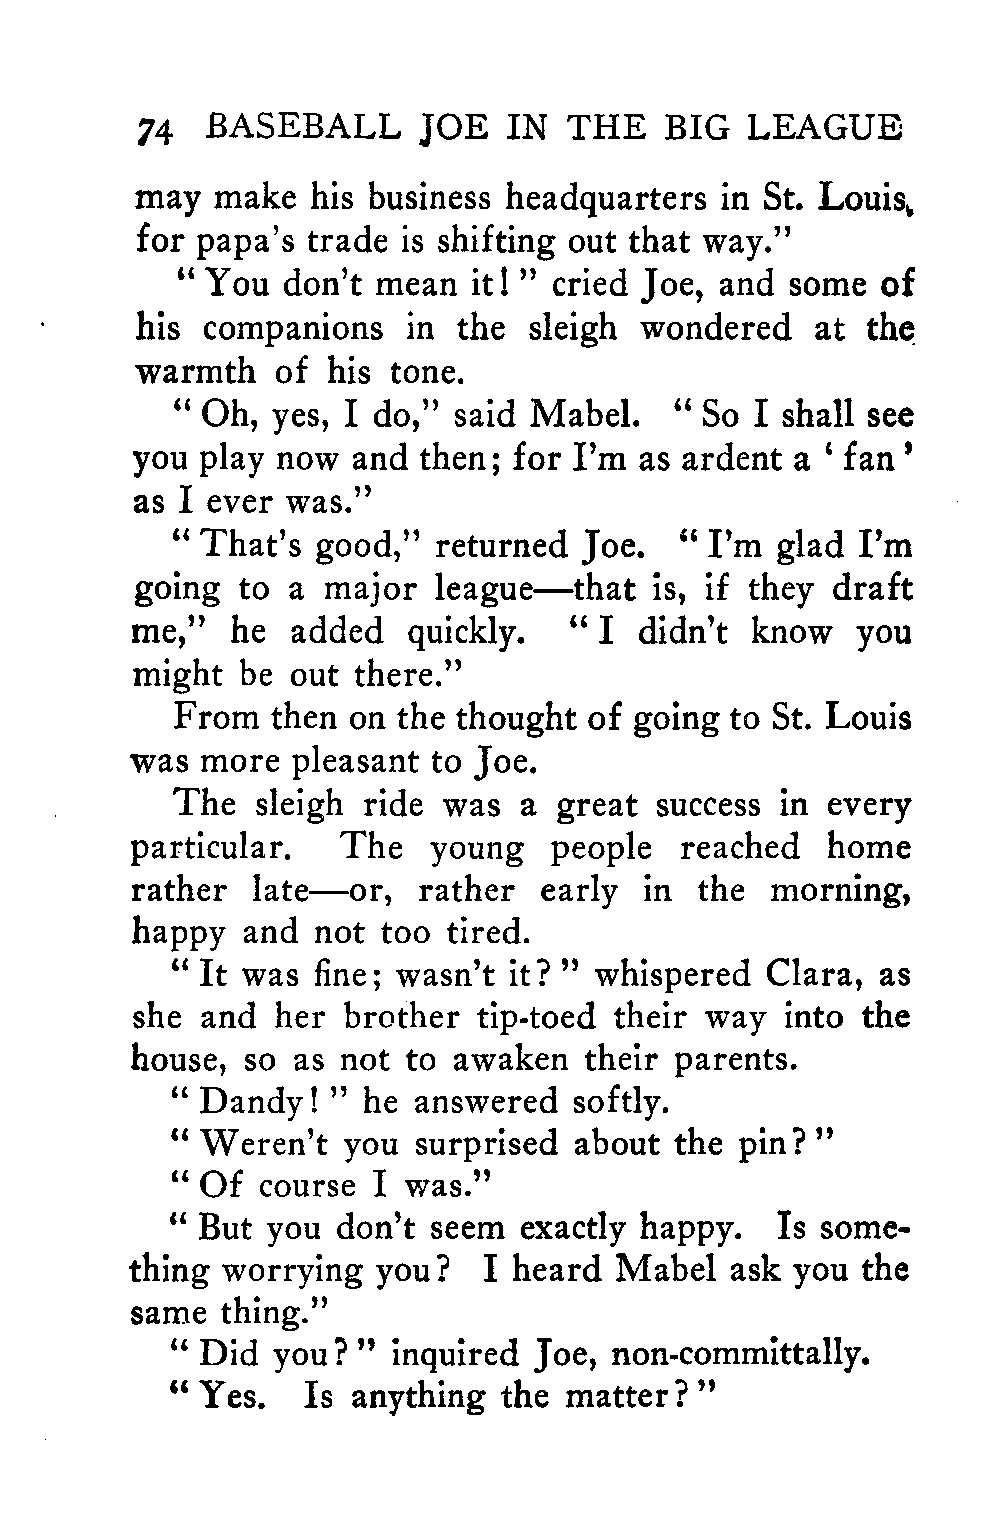 74 BASEBALL JOE IN THE BIG LEAGUE
may make his business headquarters in St. Louis,
for papa's trade is shifting out that way."
"You don't mean it!" cried Joe, and some of
his companions in the sleigh wondered at the
warmth of his tone.
"Oh, yes, I do," said Mabel. "So I shall see
you play now and then; for I'm as ardent a 'fan'
as I ever was."
"That's good," returned Joe. "I'm glad I'm
going to a major league—that is, if they draft
me," he added quickly. "I didn't know you
might be out there."
From then on the thought of going to St. Louis
was more pleasant to Joe.
The sleigh ride was a great success in every
particular. The young people reached home
rather late—or, rather early in the morning,
happy and not too tired.
"It was fine; wasn't it?" whispered Clara, as
she and her brother tip-toed their way into the
house, so as not to awaken their parents.
"Dandy!" he answered softly.
"Weren't you surprised about the pin?"
"Of course I was."
"But you don't seem exactly happy. Is some-
thing worrying you? I heard Mabel ask you the
same thing."
"Did you?" inquired Joe, non-committally.
"Yes. Is anything the matter?"